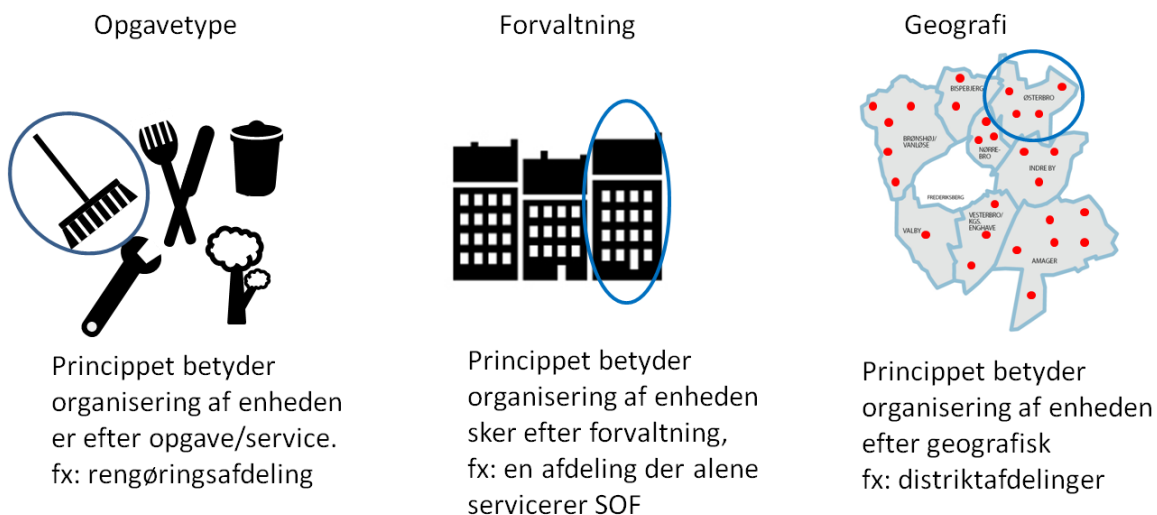 Opgavetype
Forvaltning
Geografi
BISPEBJERG
ØSTERBRO
BRØNSHØJ/
VANLØSE
NØRRE-
BRO
INDRE BY
FREDERIKSBERG
VESTERBRO/
KGS.
ENGHAVE
VALBY
AMAGER
Princippet betyder
organisering af enheden
er efter opgave/service.
fx: rengøringsafdeling
Princippet betyder
organisering af enheden
sker efter forvaltning,
fx: en afdeling der alene
servicerer SOF
Princippet betyder
organisering af enheden
efter geografisk
fx: distriktafdelinger